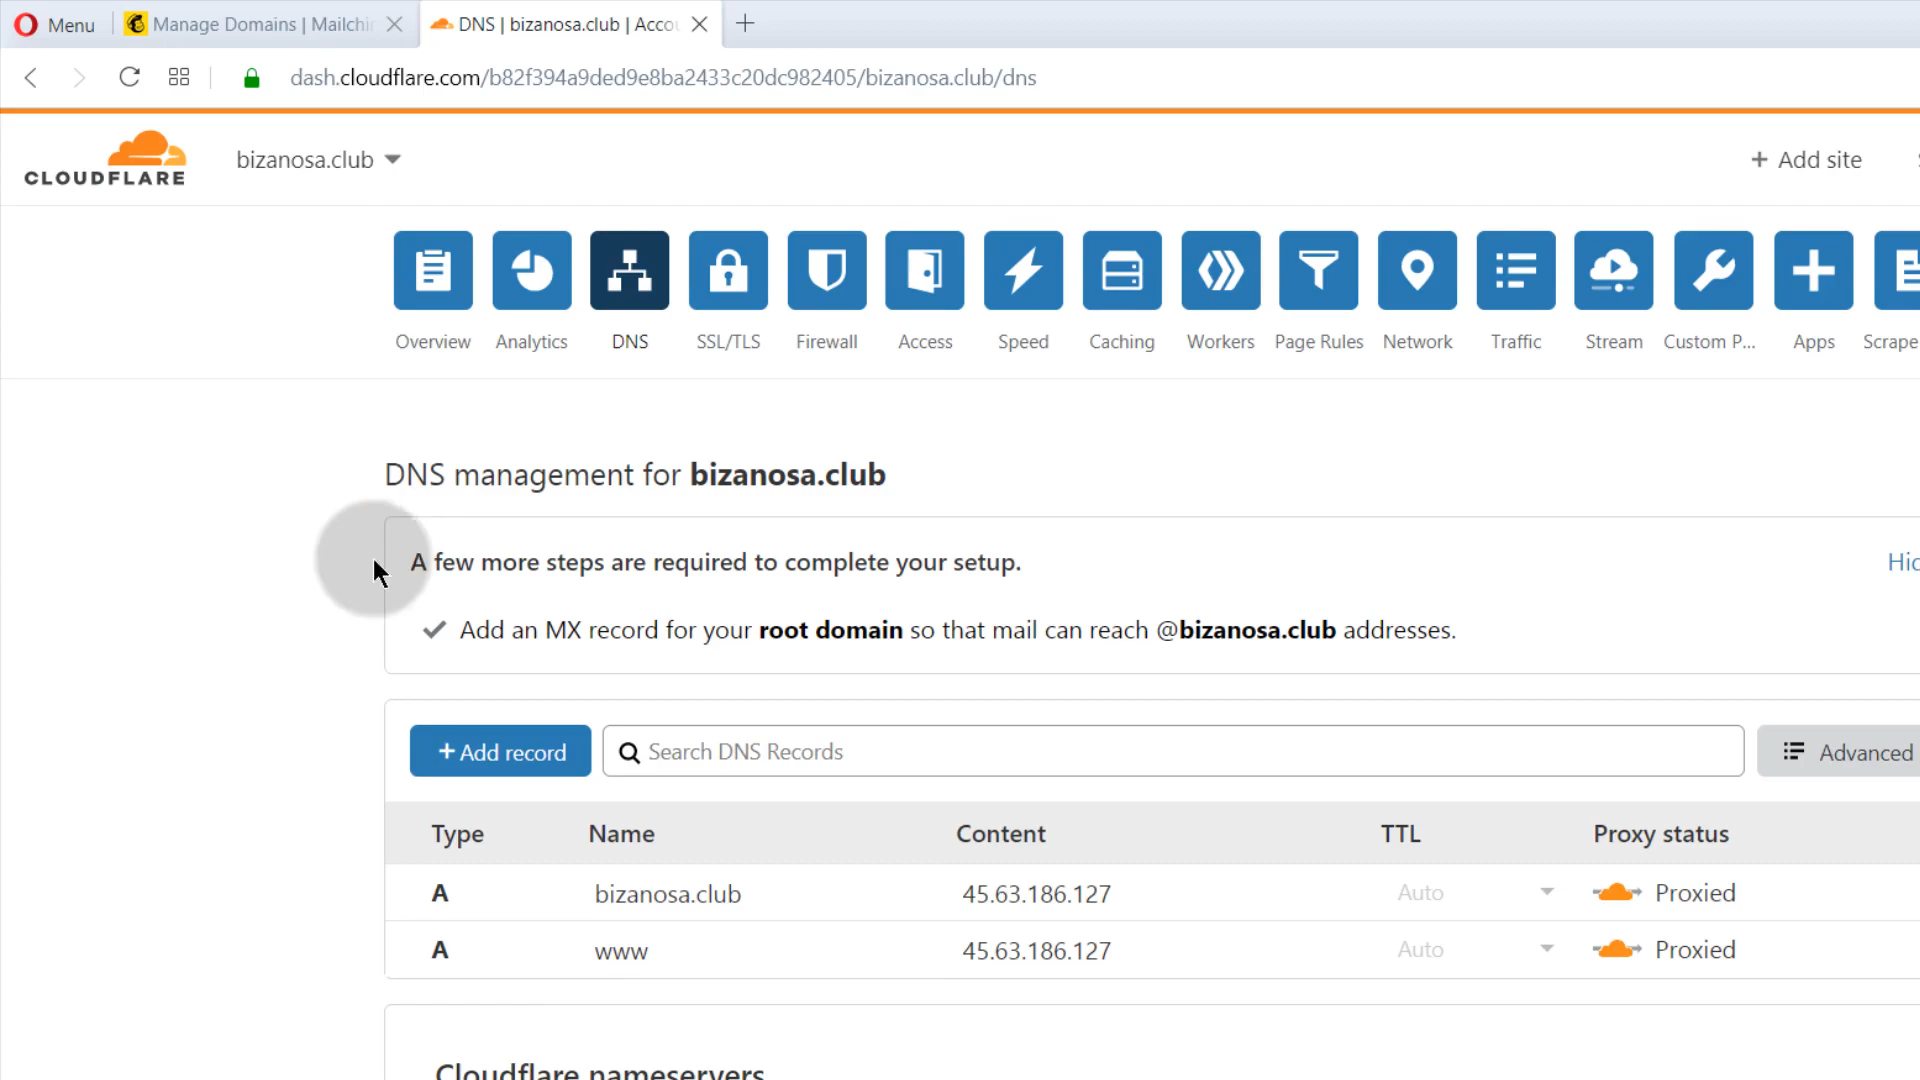 Menu
Manage Domains | Mailchi
DNS | bizanosa.club | Acco
dash.cloudflare.com/b82f394a9ded9e8ba2433c20dc982405/bizanosa.club/dns
CLOUDFLARE
bizanosa.club
+ Add site
Overview Analytics DNS SSL/TLS Firewall Access Speed Caching Workers Page Rules Network Traffic Stream Custom P... Apps Scrape
DNS management for bizanosa.club
A few more steps are required to complete your setup.
Add an MX record for your root domain so that mail can reach @bizanosa.club addresses.
+ Add record
Search DNS Records
Advanced
Type Name Content TTL Proxy status
A bizanosa.club 45.63.186.127 Auto Proxied
A www 45.63.186.127 Auto Proxied
Cloudflare nameservers